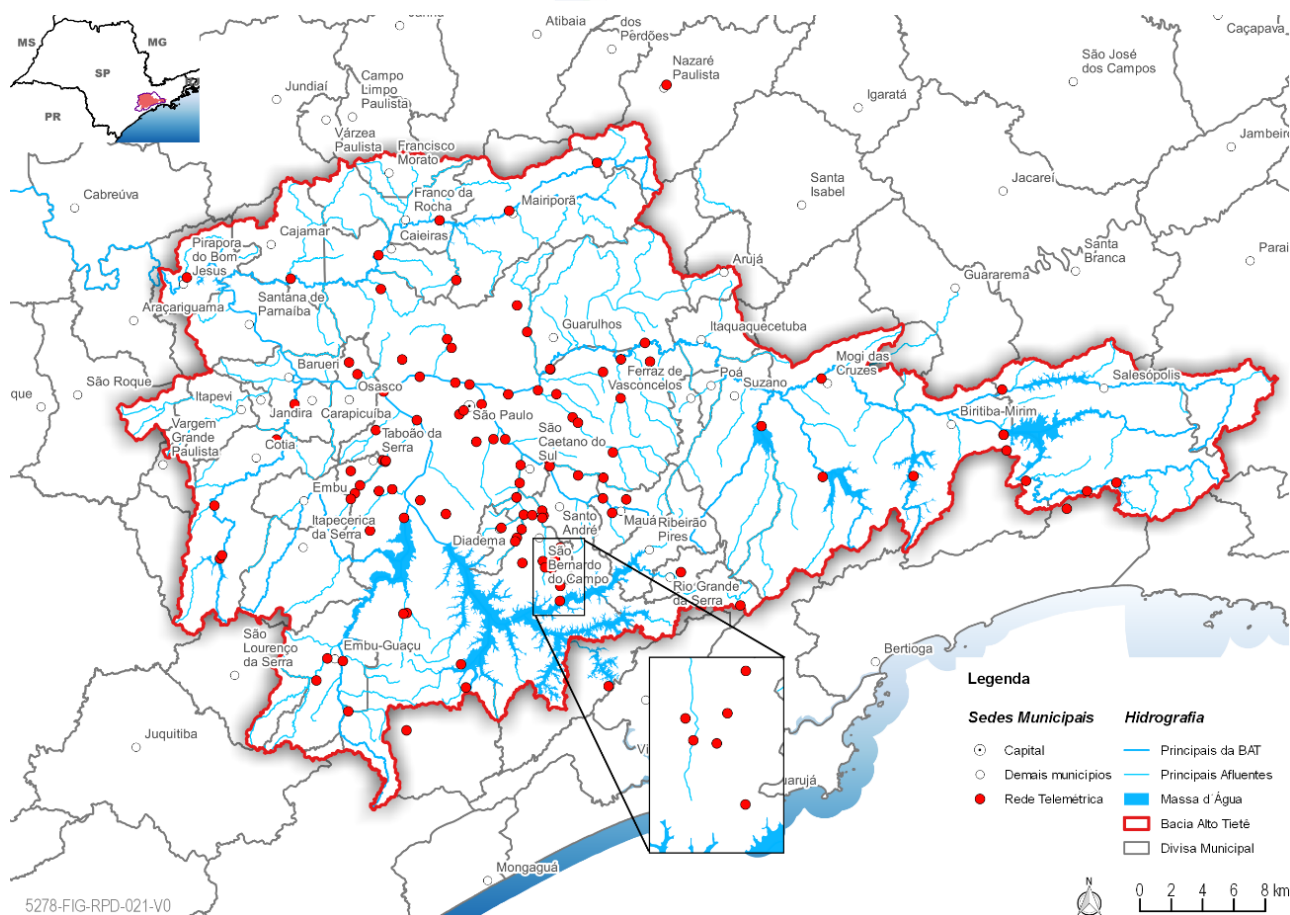 MS
MG
SP
PR
Atibaia
dos
Perdões
Caçapava
Nazaré
Paulista
São José
dos Campos
Jundiaí
Campo
Limpo
Paulista
Igaratá
Várzea
Paulista
Francisco
Morato
Jambeiro
Cabreúva
Franco da
Rocha
Mairiporã
Santa
Isabel
Jacareí
Pirapora
do Bom
Jesus
Cajamar
Caieiras
Arujá
Santa
Branca
Guararema
Parai
Araçariguama
Santana de
Parnaíba
Guarulhos
Itaquaquecetuba
Barueri
Ferraz de
Vasconcelos
Poá
Suzano
Mogi das
Cruzes
São Roque
que
Itapevi
Osasco
Salesópolis
Jandira
Carapicuíba
São Paulo
Biritiba-Mirim
Vargem
Grande
Paulista
Cotia
Taboão da
Serra
São
Caetano do
Sul
Embu
Itapecerica
da Serra
Diadema
Santo
André
Mauá
Ribeirão
Pires
São
Bernardo
do Campo
Rio Grande
da Serra
São
Lourenço
da Serra
Embu-Guaçu
Bertioga
Juquitiba
Vi
uarujá
Mongaguá
Legenda
Sedes Municipais
Capital
Demais municípios
Rede Telemétrica
Hidrografia
Principais da BAT
Principais Afluentes
Massa d´Água
Bacia Alto Tietê
Divisa Municipal
N
0 2 4 6 8 km
5278-FIG-RPD-021-V0